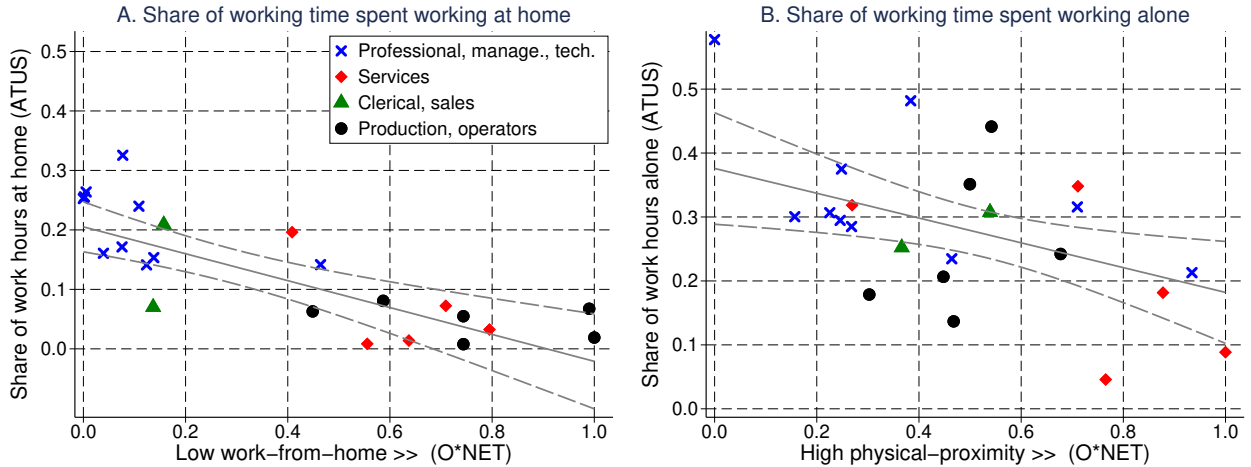 A. Share of working time spent working at home
Share of work hours at home (ATUS)
0.5
0.4
0.3
0.2
0.1
0.0
Professional, manage., tech.
Services
Clerical, sales
Production, operators
0.0 0.2 0.4 0.6 0.8 1.0
Low work−from−home >> (O*NET)
B. Share of working time spent working alone
Share of work hours alone (ATUS)
0.5
0.4
0.3
0.2
0.1
0.0
0.0 0.2 0.4 0.6 0.8 1.0
High physical−proximity >> (O*NET)